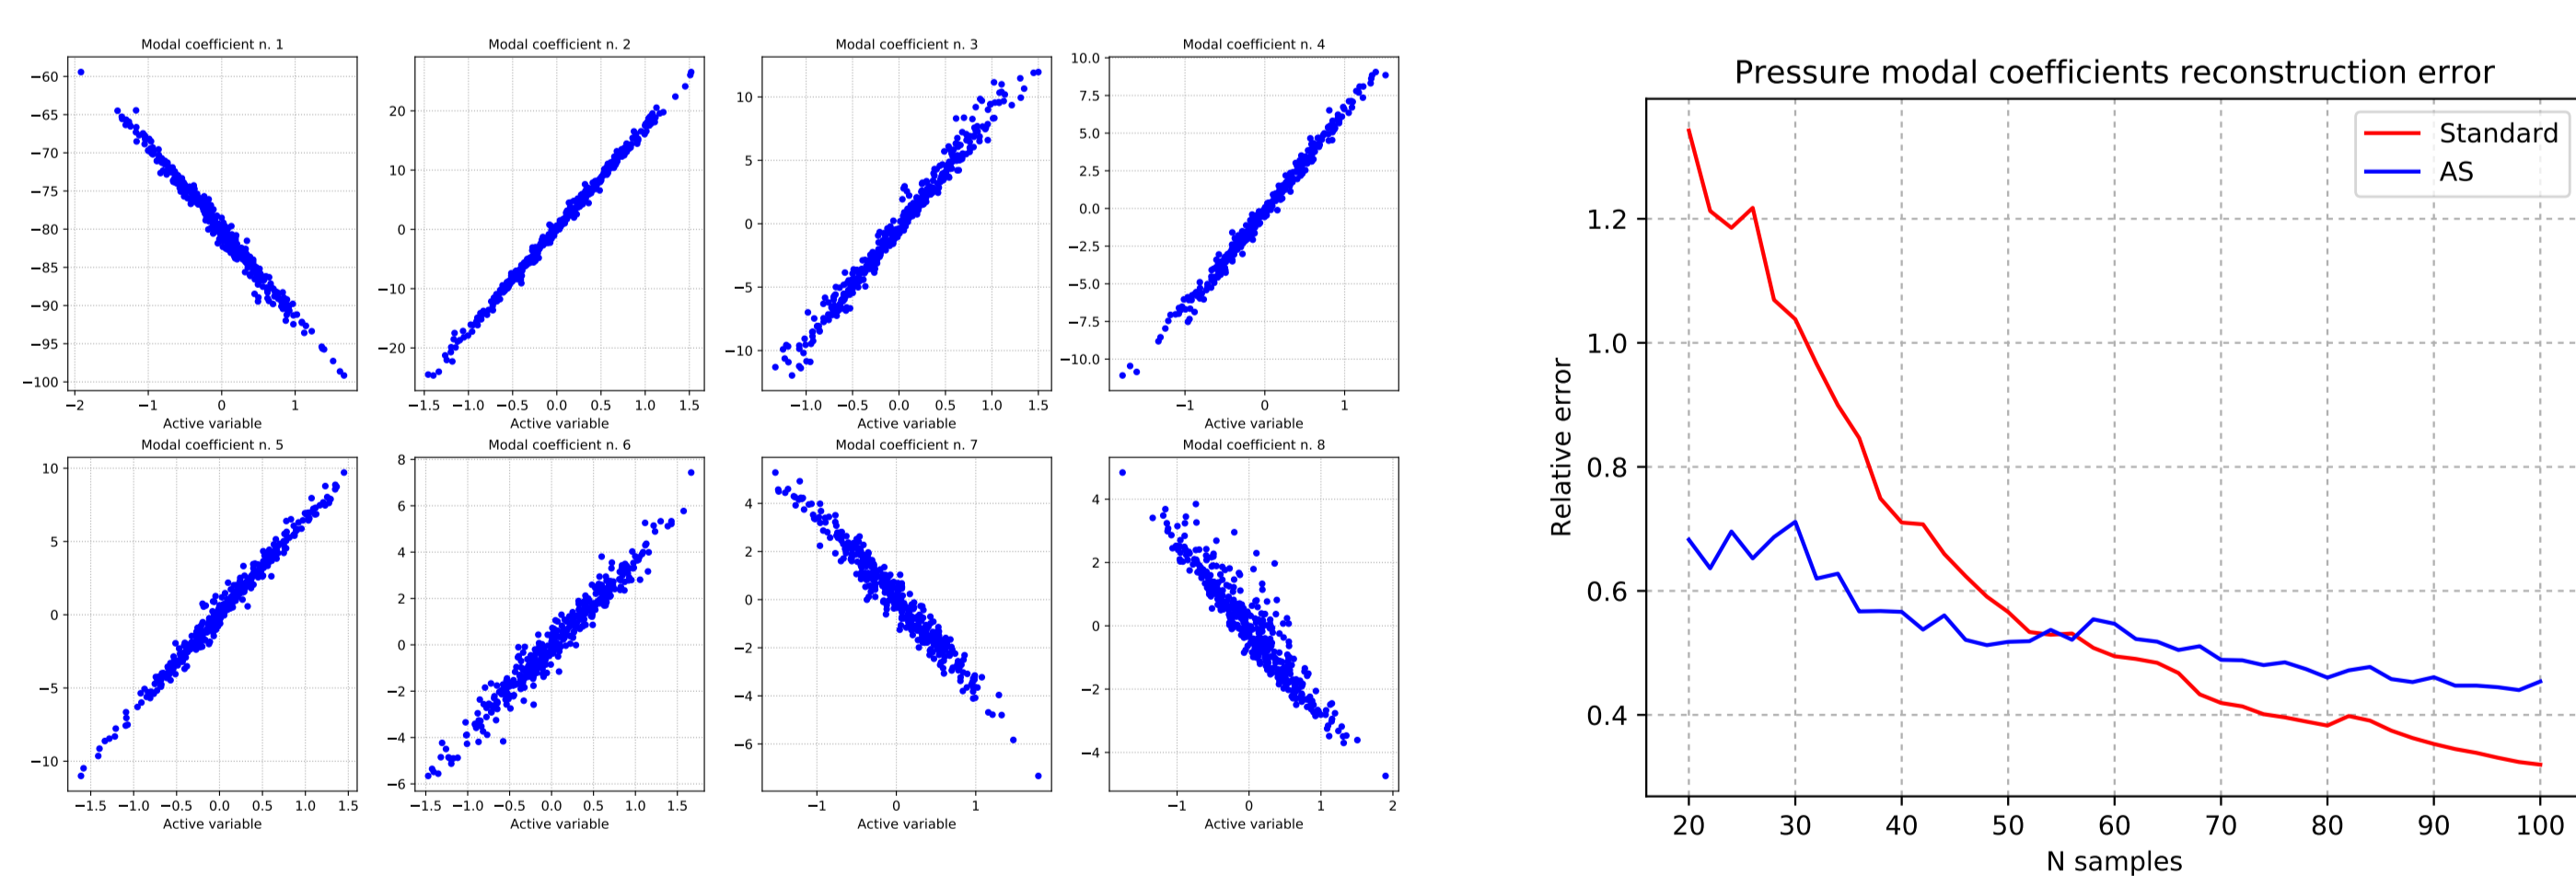 Modal coefficient n. 1
−60
−65
−70
−75
−80
−85
−90
−95
−100
−2 −1 0 1
Active variable
Modal coefficient n. 2
20
10
0
−10
−20
−1.5 −1.0 −0.5 0.0 0.5 1.0 1.5
Active variable
Modal coefficient n. 3
10
5
0
−5
−10
−1.0 −0.5 0.0 0.5 1.0 1.5
Active variable
Modal coefficient n. 4
10.0
7.5
5.0
2.5
0.0
−2.5
−5.0
−7.5
−10.0
−1 0 1
Active variable
Modal coefficient n. 5
10
5
0
−5
−10
−1.5 −1.0 −0.5 0.0 0.5 1.0 1.5
Active variable
Modal coefficient n. 6
8
6
4
2
0
−2
−4
−6
−1.5 −1.0 −0.5 0.0 0.5 1.0 1.5
Active variable
Modal coefficient n. 7
4
2
0
−2
−4
−6
−1 0 1
Active variable
Modal coefficient n. 8
4
2
0
−2
−4
−1 0 1 2
Active variable
Pressure modal coefficients reconstruction error
Standard
AS
Relative error
1.2
1.0
0.8
0.6
0.4
20 30 40 50 60 70 80 90 100
N samples